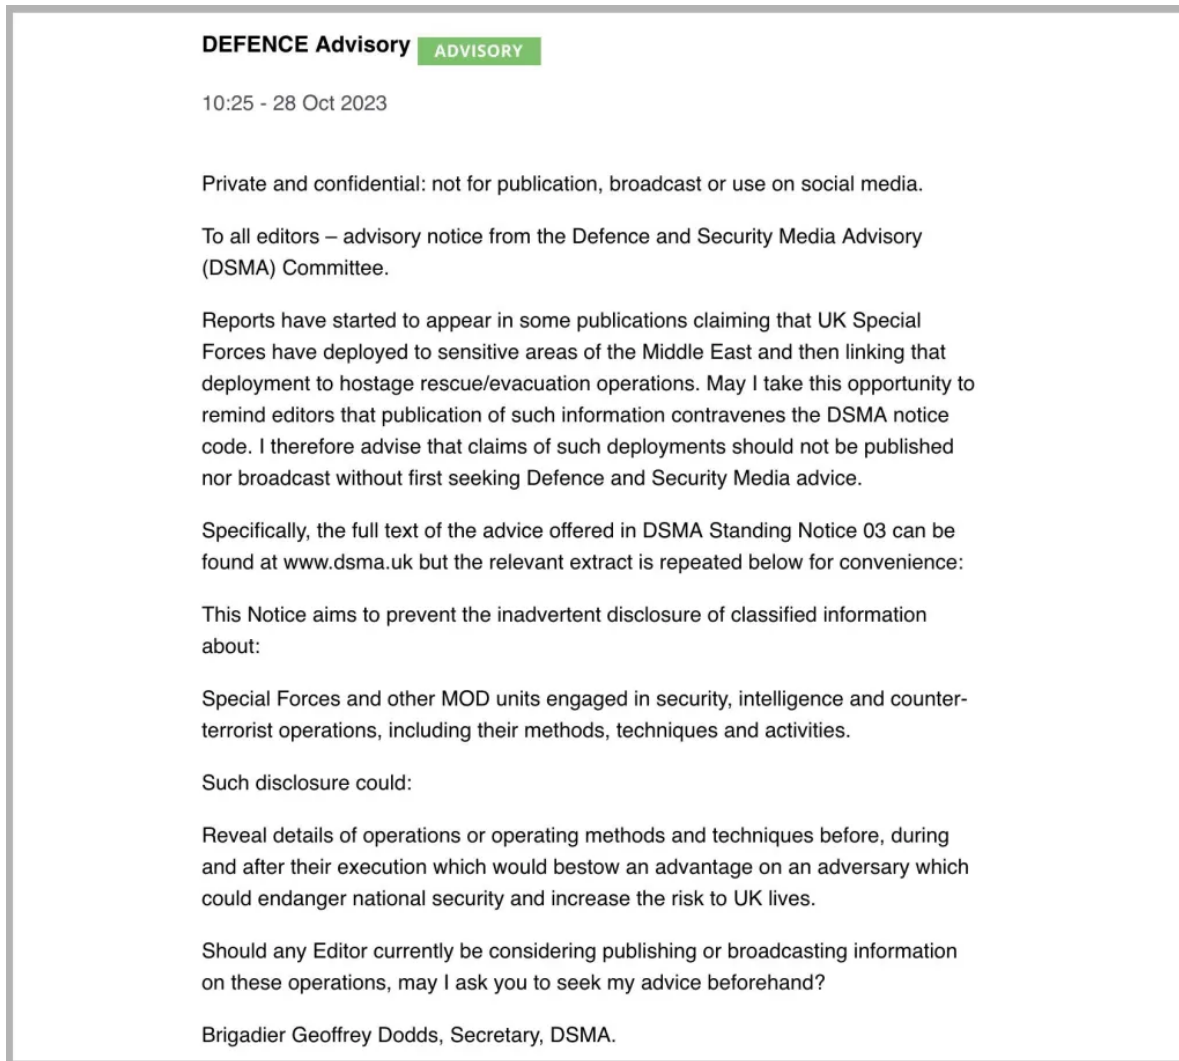 DEFENCE Advisory ADVISORY
10:25 - 28 Oct 2023
Private and confidential: not for publication, broadcast or use on social media.
To all editors – advisory notice from the Defence and Security Media Advisory
(DSMA) Committee.
Reports have started to appear in some publications claiming that UK Special
Forces have deployed to sensitive areas of the Middle East and then linking that
deployment to hostage rescue/evacuation operations. May I take this opportunity to
remind editors that publication of such information contravenes the DSMA notice
code. I therefore advise that claims of such deployments should not be published
nor broadcast without first seeking Defence and Security Media advice.
Specifically, the full text of the advice offered in DSMA Standing Notice 03 can be
found at www.dsma.uk but the relevant extract is repeated below for convenience:
This Notice aims to prevent the inadvertent disclosure of classified information
about:
Special Forces and other MOD units engaged in security, intelligence and counter-
terrorist operations, including their methods, techniques and activities.
Such disclosure could:
Reveal details of operations or operating methods and techniques before, during
and after their execution which would bestow an advantage on an adversary which
could endanger national security and increase the risk to UK lives.
Should any Editor currently be considering publishing or broadcasting information
on these operations, may I ask you to seek my advice beforehand?
Brigadier Geoffrey Dodds, Secretary, DSMA.